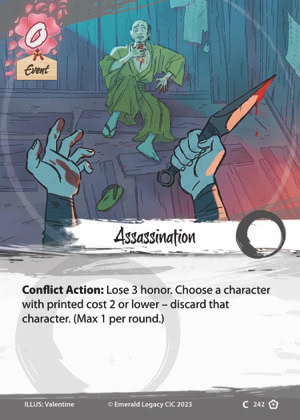 0
Event
Assassination
Conflict Action: Lose 3 honor. Choose a character
with printed cost 2 or lower – discard that
character. (Max 1 per round.)
ILLUS: Valentine © Emerald Legacy CIC 2023 C 242